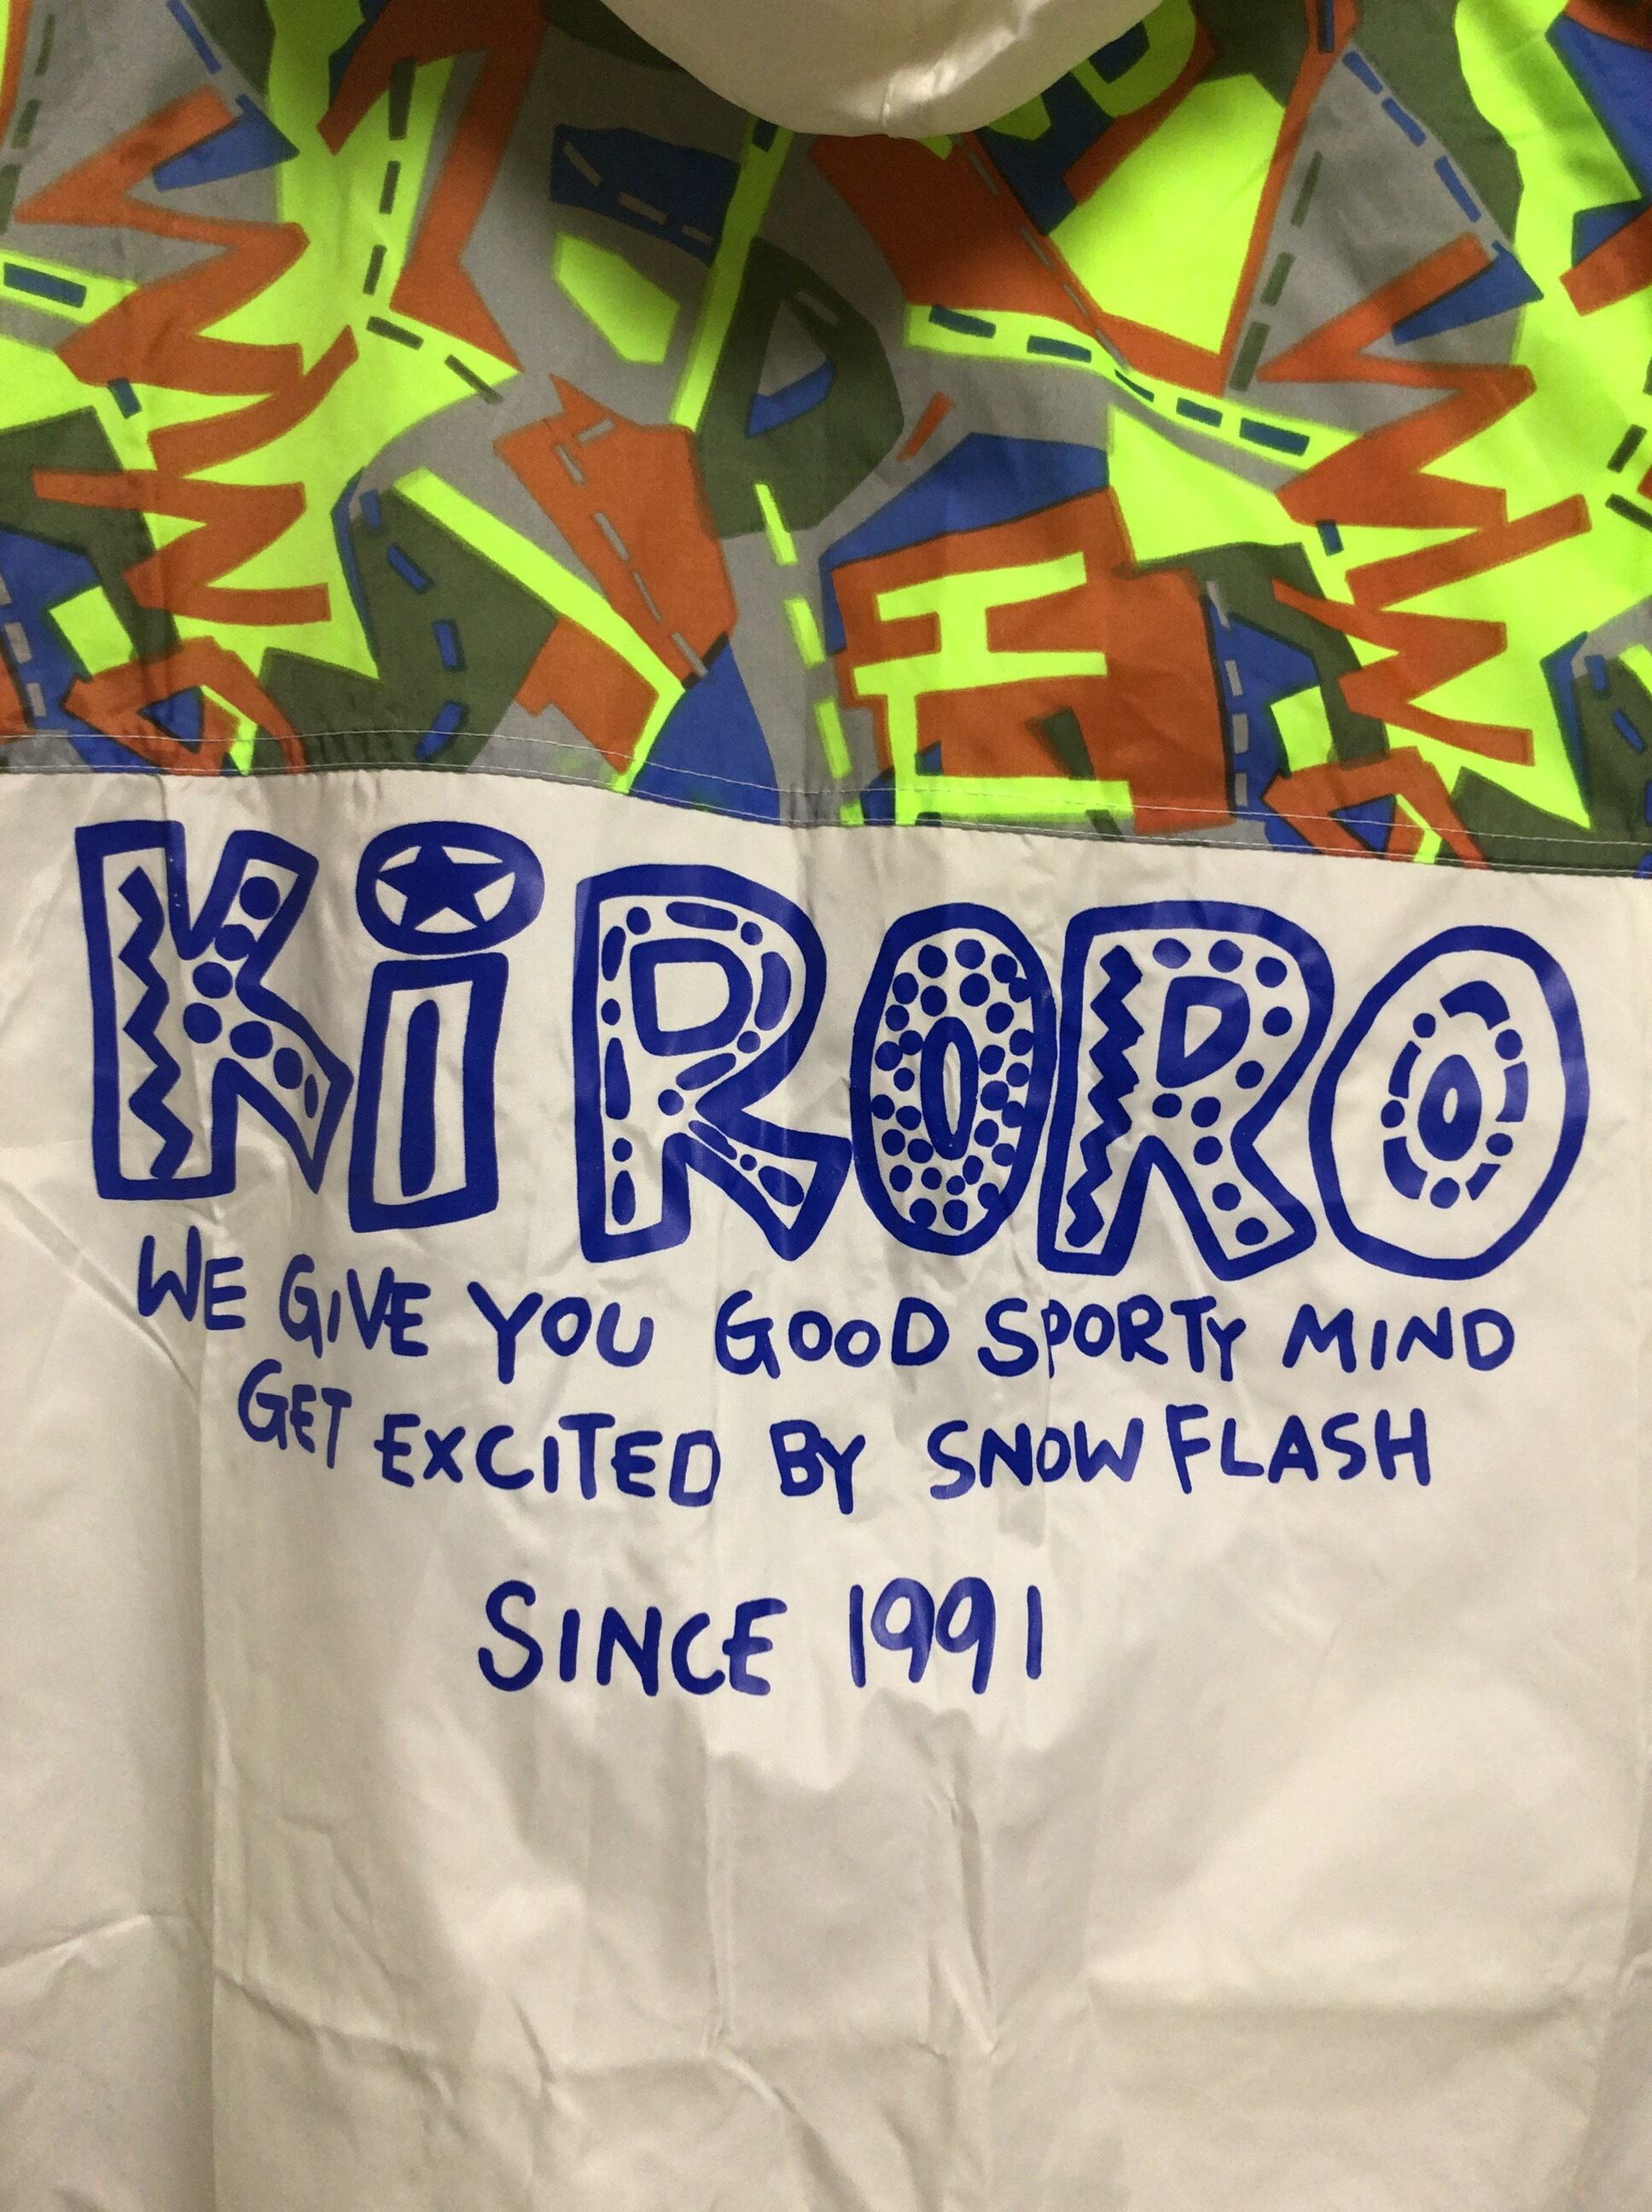 KiRORO
WE GIVE YOU GOOD SPORTY MIND
GET EXCITED BY SNOW FLASH
SINCE 1991